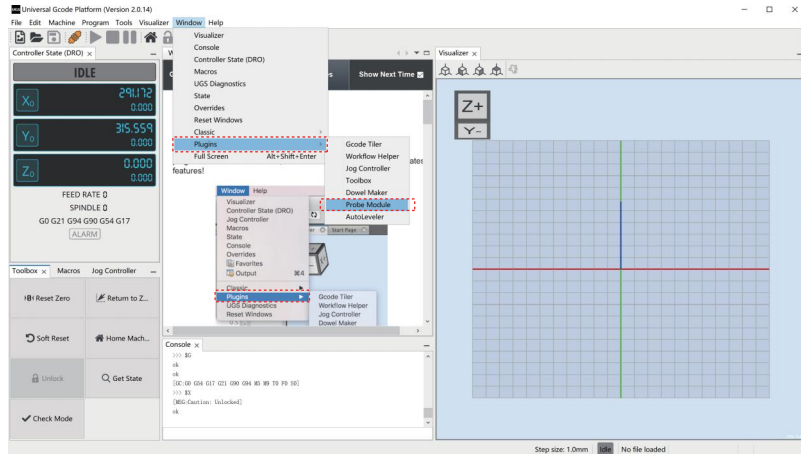 Universal Gcode Platform (Version 2.0.14)
File Edit Machine Program Tools Visualizer Window Help
Controller State (DRO) ×
IDLE
X₀ 291.172
0.000
Y₀ 315.559
0.000
Z₀ 0.000
0.000
FEED RATE 0
SPINDLE 0
G0 G21 G94 G90 G54 G17
ALARM
Toolbox × Macros Jog Controller
Reset Zero
Return to Z...
Soft Reset
Home Mach...
Unlock
Get State
Check Mode
Visualizer
Console
Controller State (DRO)
Macros
UGS Diagnostics
State
Overrides
Reset Windows
Classic
Plugins
Full Screen Alt+Shift+Enter
Gcode Tiler
Workflow Helper
Jog Controller
Toolbox
Dowel Maker
Probe Module
AutoLeveler
Show Next Time
features!
Window Help
Visualizer
Controller State (DRO)
Jog Controller
Macros
State
Console
Overrides
Favorites
Output ⌘4
Classic
Plugins
UGS Diagnostics
Reset Windows
Start Page
Gcode Tiler
Workflow Helper
Jog Controller
Dowel Maker
Console ×
>>> $G
ok
ok
[GC:G0 G54 G17 G21 G90 G94 M5 M9 T0 F0 S0]
>>> $X
[MSG:Caution: Unlocked]
ok
Visualizer ×
Z+
Y-
Step size: 1.0mm Idle No file loaded